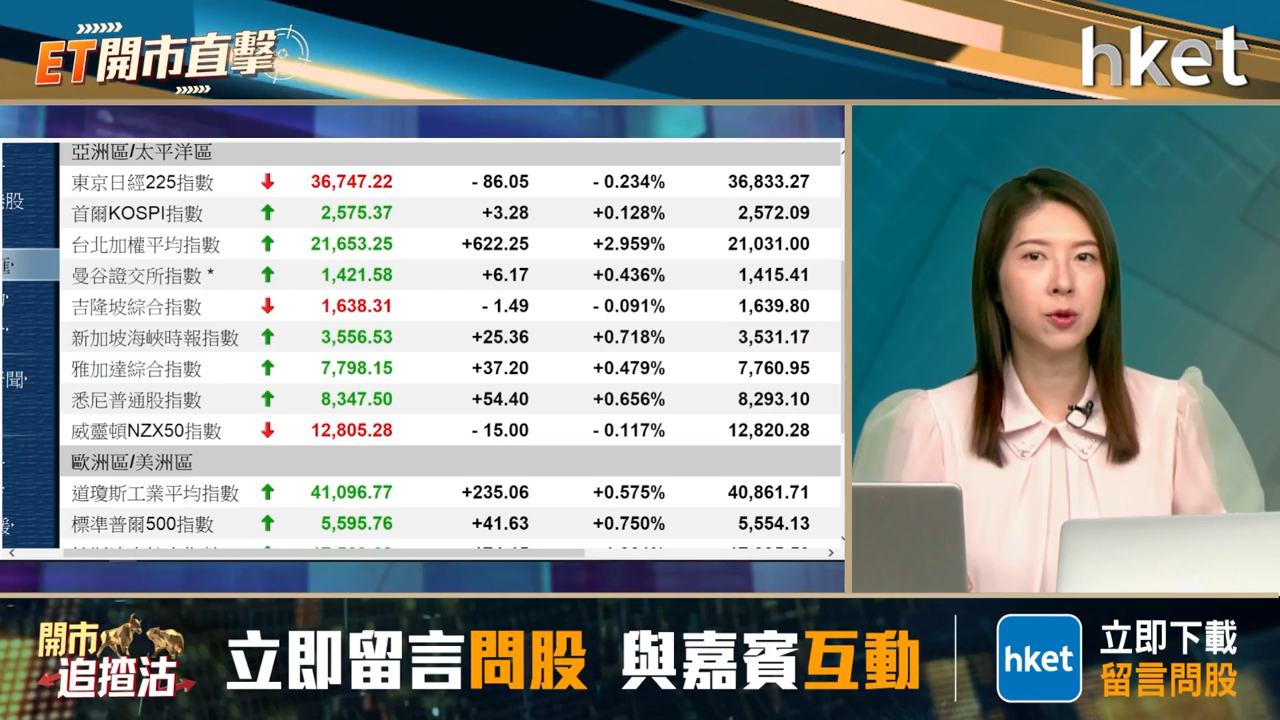 ET開市直擊
hket
亞洲區/太平洋區
東京日經225指數 36,747.22 - 86.05 - 0.234% 36,833.27
首爾KOSPI指數 2,575.37 +3.28 +0.128% 2,572.09
台北加權平均指數 21,653.25 +622.25 +2.959% 21,031.00
曼谷證交所指數 * 1,421.58 +6.17 +0.436% 1,415.41
吉隆坡綜合指數 1,638.31 - 1.49 - 0.091% 1,639.80
新加坡海峽時報指數 3,556.53 +25.36 +0.718% 3,531.17
雅加達綜合指數 7,798.15 +37.20 +0.479% 7,760.95
悉尼普通股指數 8,347.50 +54.40 +0.656% 8,293.10
威靈頓NZX50指數 12,805.28 - 15.00 - 0.117% 12,820.28
歐洲區/美洲區
道瓊斯工業平均指數 41,096.77 +235.06 +0.575% 40,861.71
標準普爾500指數 5,595.76 +41.63 +0.750% 5,554.13
股
聞
開市
追揸沽
立即留言問股 與嘉賓互動
hket
立即下載
留言問股